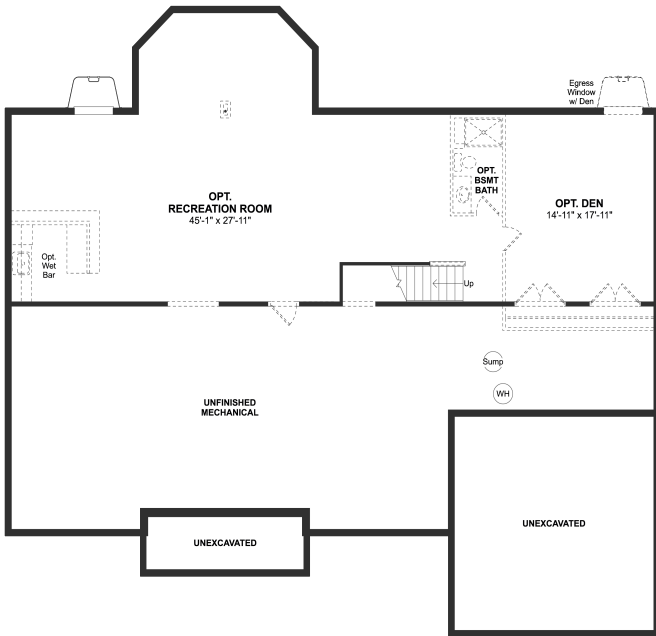 Egress
Window
w/ Den
OPT.
BSMT
BATH
OPT.
RECREATION ROOM
45'-1" x 27'-11"
OPT. DEN
14'-11" x 17'-11"
Opt.
Wet
Bar
Up
Sump
WH
UNFINISHED
MECHANICAL
UNEXCAVATED
UNEXCAVATED